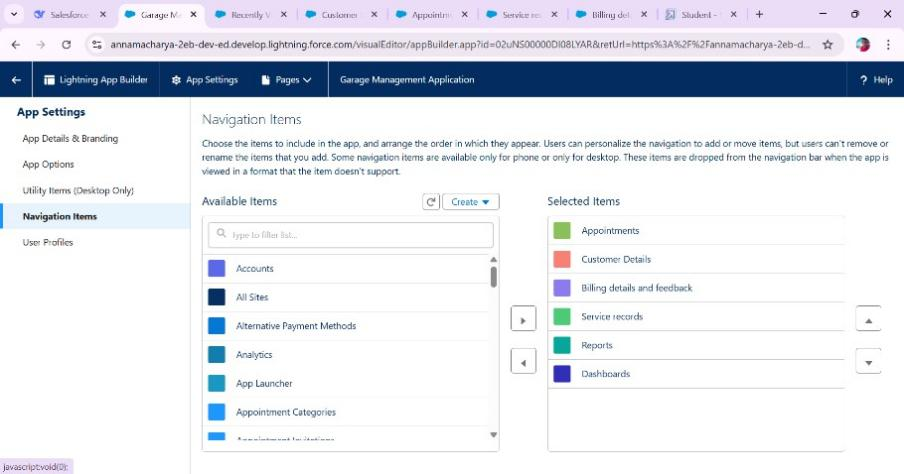 Salesforce
Garage Ma
Recently V
Customer
Appointm
Service re
Billing det
Student -
annamacharya-2eb-dev-ed.develop.lightning.force.com/visualEditor/appBuilder.app?id=02uNS00000DI08LYAR&retUrl=https%3A%2F%2Fannamacharya-2eb-d...
Lightning App Builder
App Settings
Pages
Garage Management Application
? Help
App Settings
App Details & Branding
App Options
Utility Items (Desktop Only)
Navigation Items
User Profiles
Navigation Items
Choose the items to include in the app, and arrange the order in which they appear. Users can personalize the navigation to add or move items, but users can't remove or
rename the items that you add. Some navigation items are available only for phone or only for desktop. These items are dropped from the navigation bar when the app is
viewed in a format that the item doesn't support.
Available Items
Create
Type to filter list...
Accounts
All Sites
Alternative Payment Methods
Analytics
App Launcher
Appointment Categories
Appointment Invitations
Selected Items
Appointments
Customer Details
Billing details and feedback
Service records
Reports
Dashboards
javascript:void(0);